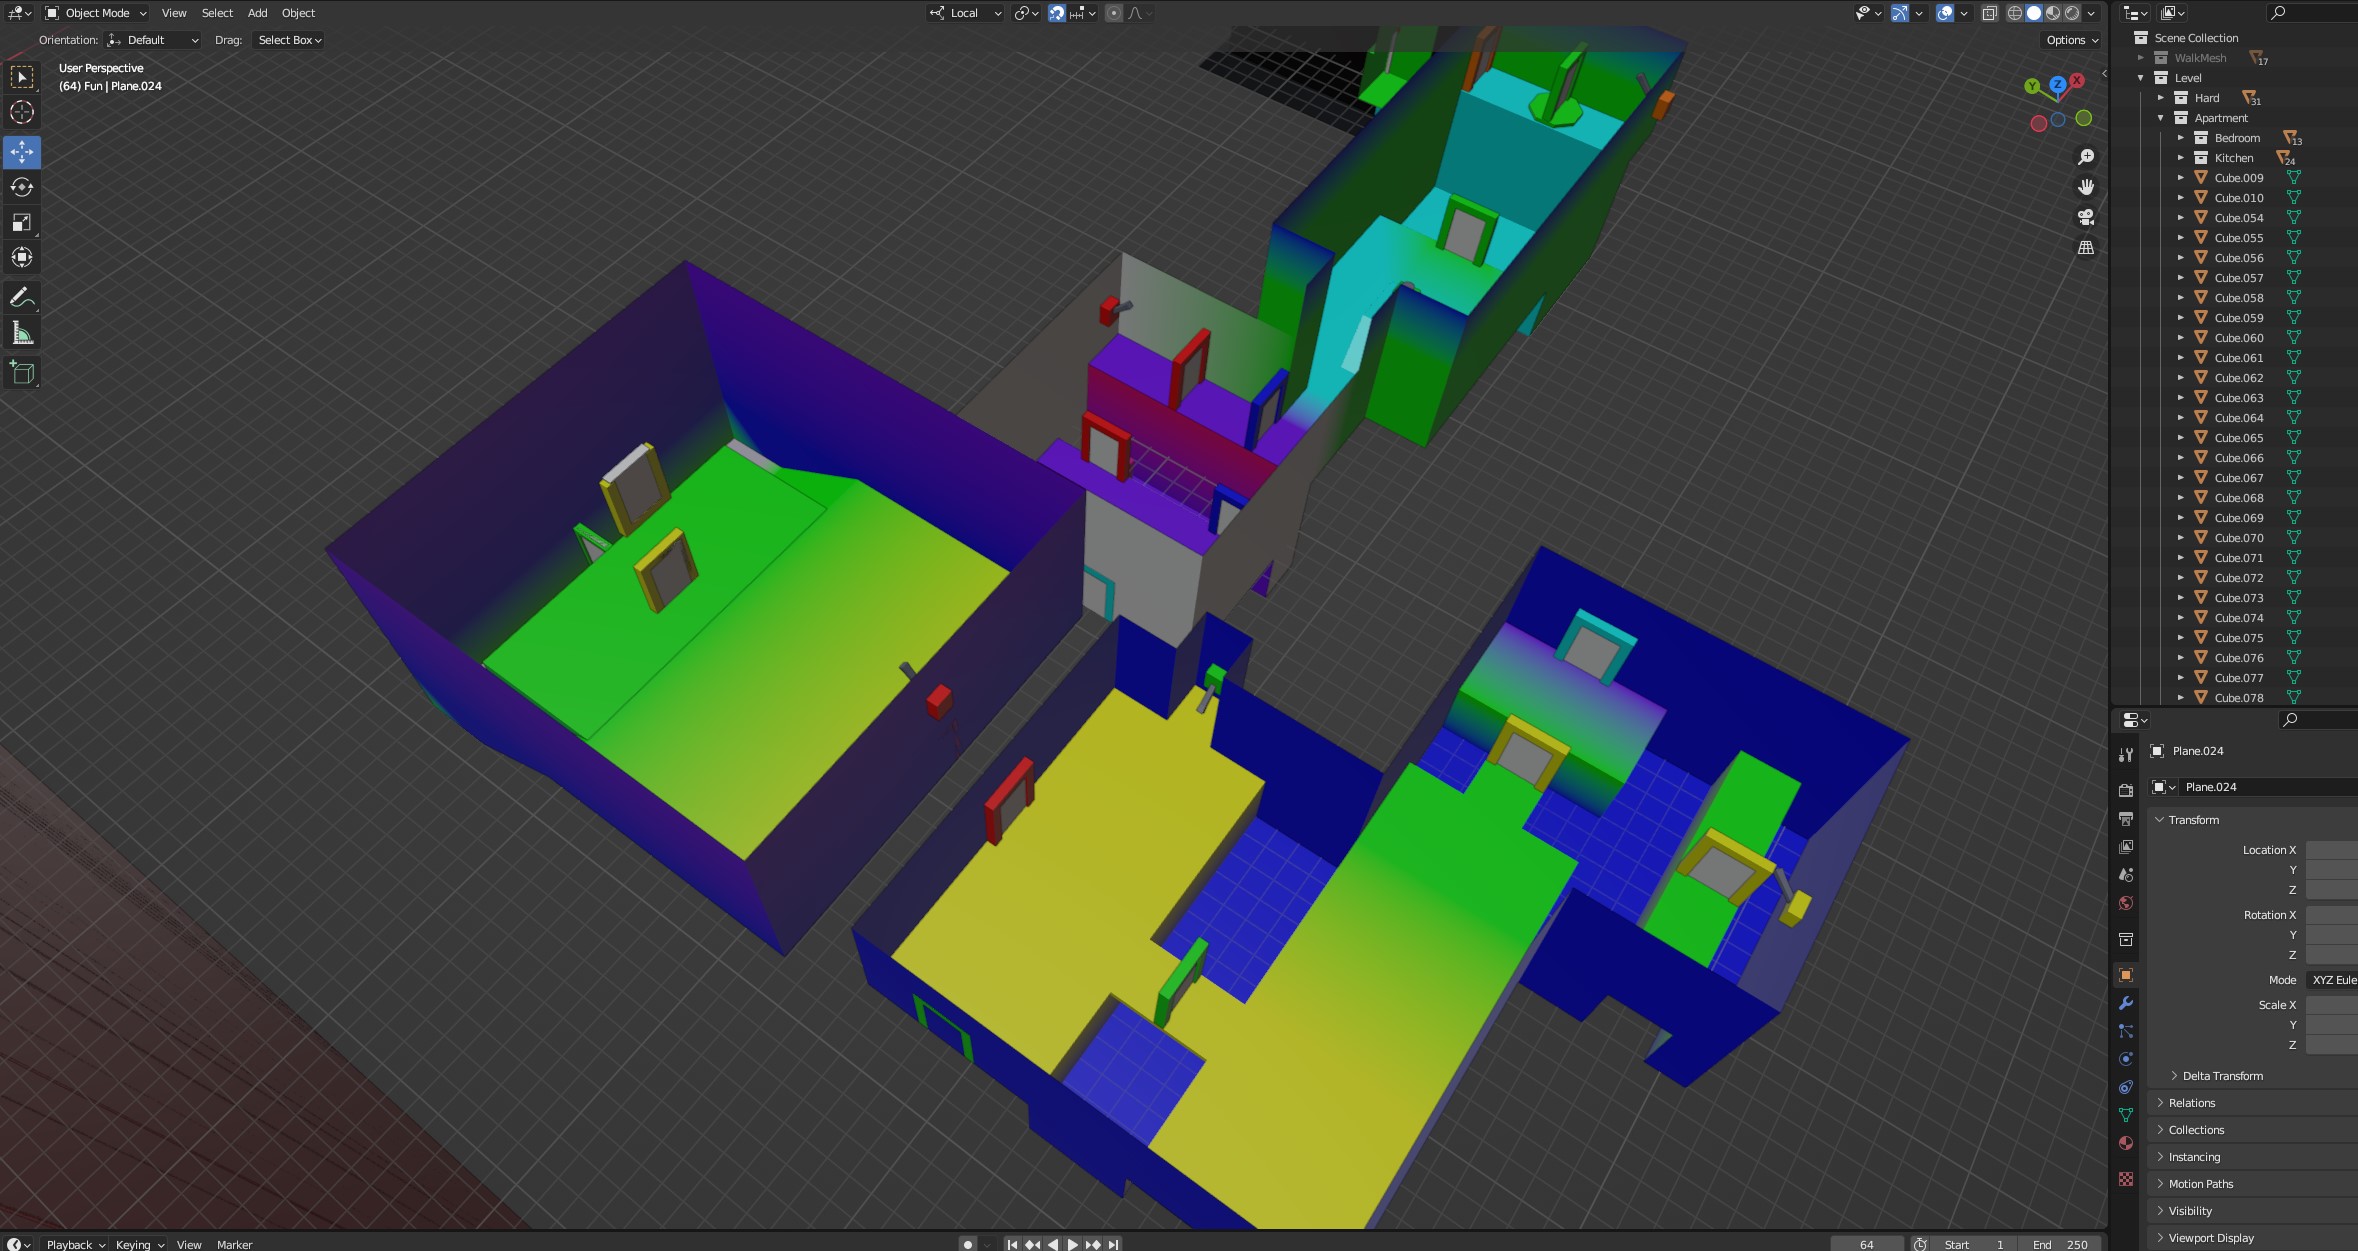 Object Mode View Select Add Object Local
Orientation: Default Drag: Select Box Options
User Perspective
(64) Fun | Plane.024
Y Z X
Scene Collection
WalkMesh 17
Level
Hard 31
Apartment
Bedroom 13
Kitchen 24
Cube.009
Cube.010
Cube.054
Cube.055
Cube.056
Cube.057
Cube.058
Cube.059
Cube.060
Cube.061
Cube.062
Cube.063
Cube.064
Cube.065
Cube.066
Cube.067
Cube.068
Cube.069
Cube.070
Cube.071
Cube.072
Cube.073
Cube.074
Cube.075
Cube.076
Cube.077
Cube.078
Plane.024
Plane.024
Transform
Location X
Y
Z
Rotation X
Y
Z
Mode XYZ Eule
Scale X
Y
Z
Delta Transform
Relations
Collections
Instancing
Motion Paths
Visibility
Viewport Display
Playback Keying View Marker 64 Start 1 End 250